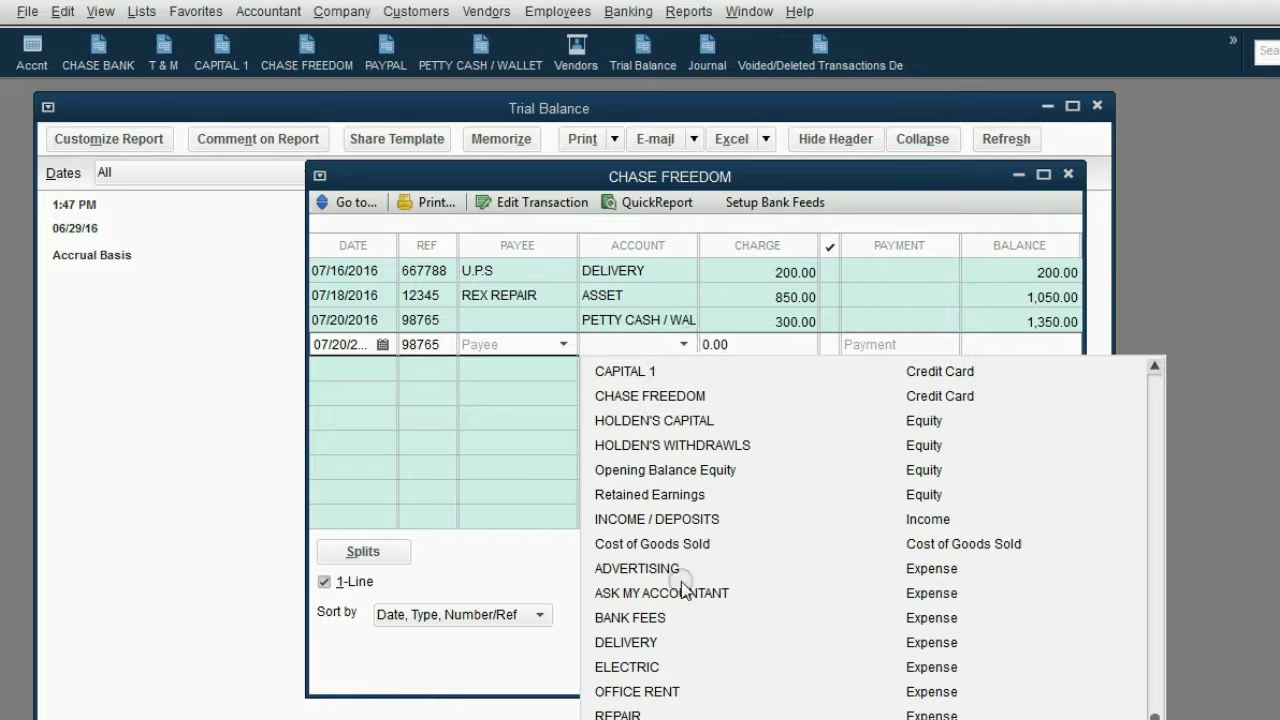 File Edit View Lists Favorites Accountant Company Customers Vendors Employees Banking Reports Window Help
»
Accnt CHASE BANK T & M CAPITAL 1 CHASE FREEDOM PAYPAL PETTY CASH / WALLET Vendors Trial Balance Journal Voided/Deleted Transactions De
Trial Balance
Customize Report Comment on Report Share Template Memorize Print E-mail Excel Hide Header Collapse Refresh
Dates All
1:47 PM
06/29/16
Accrual Basis
CHASE FREEDOM
Go to... Print... Edit Transaction QuickReport Setup Bank Feeds
DATE REF PAYEE ACCOUNT CHARGE ✓ PAYMENT BALANCE
07/16/2016 667788 U.P.S DELIVERY 200.00 200.00
07/18/2016 12345 REX REPAIR ASSET 850.00 1,050.00
07/20/2016 98765 PETTY CASH / WAL 300.00 1,350.00
07/20/2... 98765 Payee 0.00 Payment
CAPITAL 1 Credit Card
CHASE FREEDOM Credit Card
HOLDEN'S CAPITAL Equity
HOLDEN'S WITHDRAWLS Equity
Opening Balance Equity Equity
Retained Earnings Equity
INCOME / DEPOSITS Income
Cost of Goods Sold Cost of Goods Sold
ADVERTISING Expense
ASK MY ACCOUNTANT Expense
BANK FEES Expense
DELIVERY Expense
ELECTRIC Expense
OFFICE RENT Expense
REPAIR Expense
Splits
1-Line
Sort by Date, Type, Number/Ref